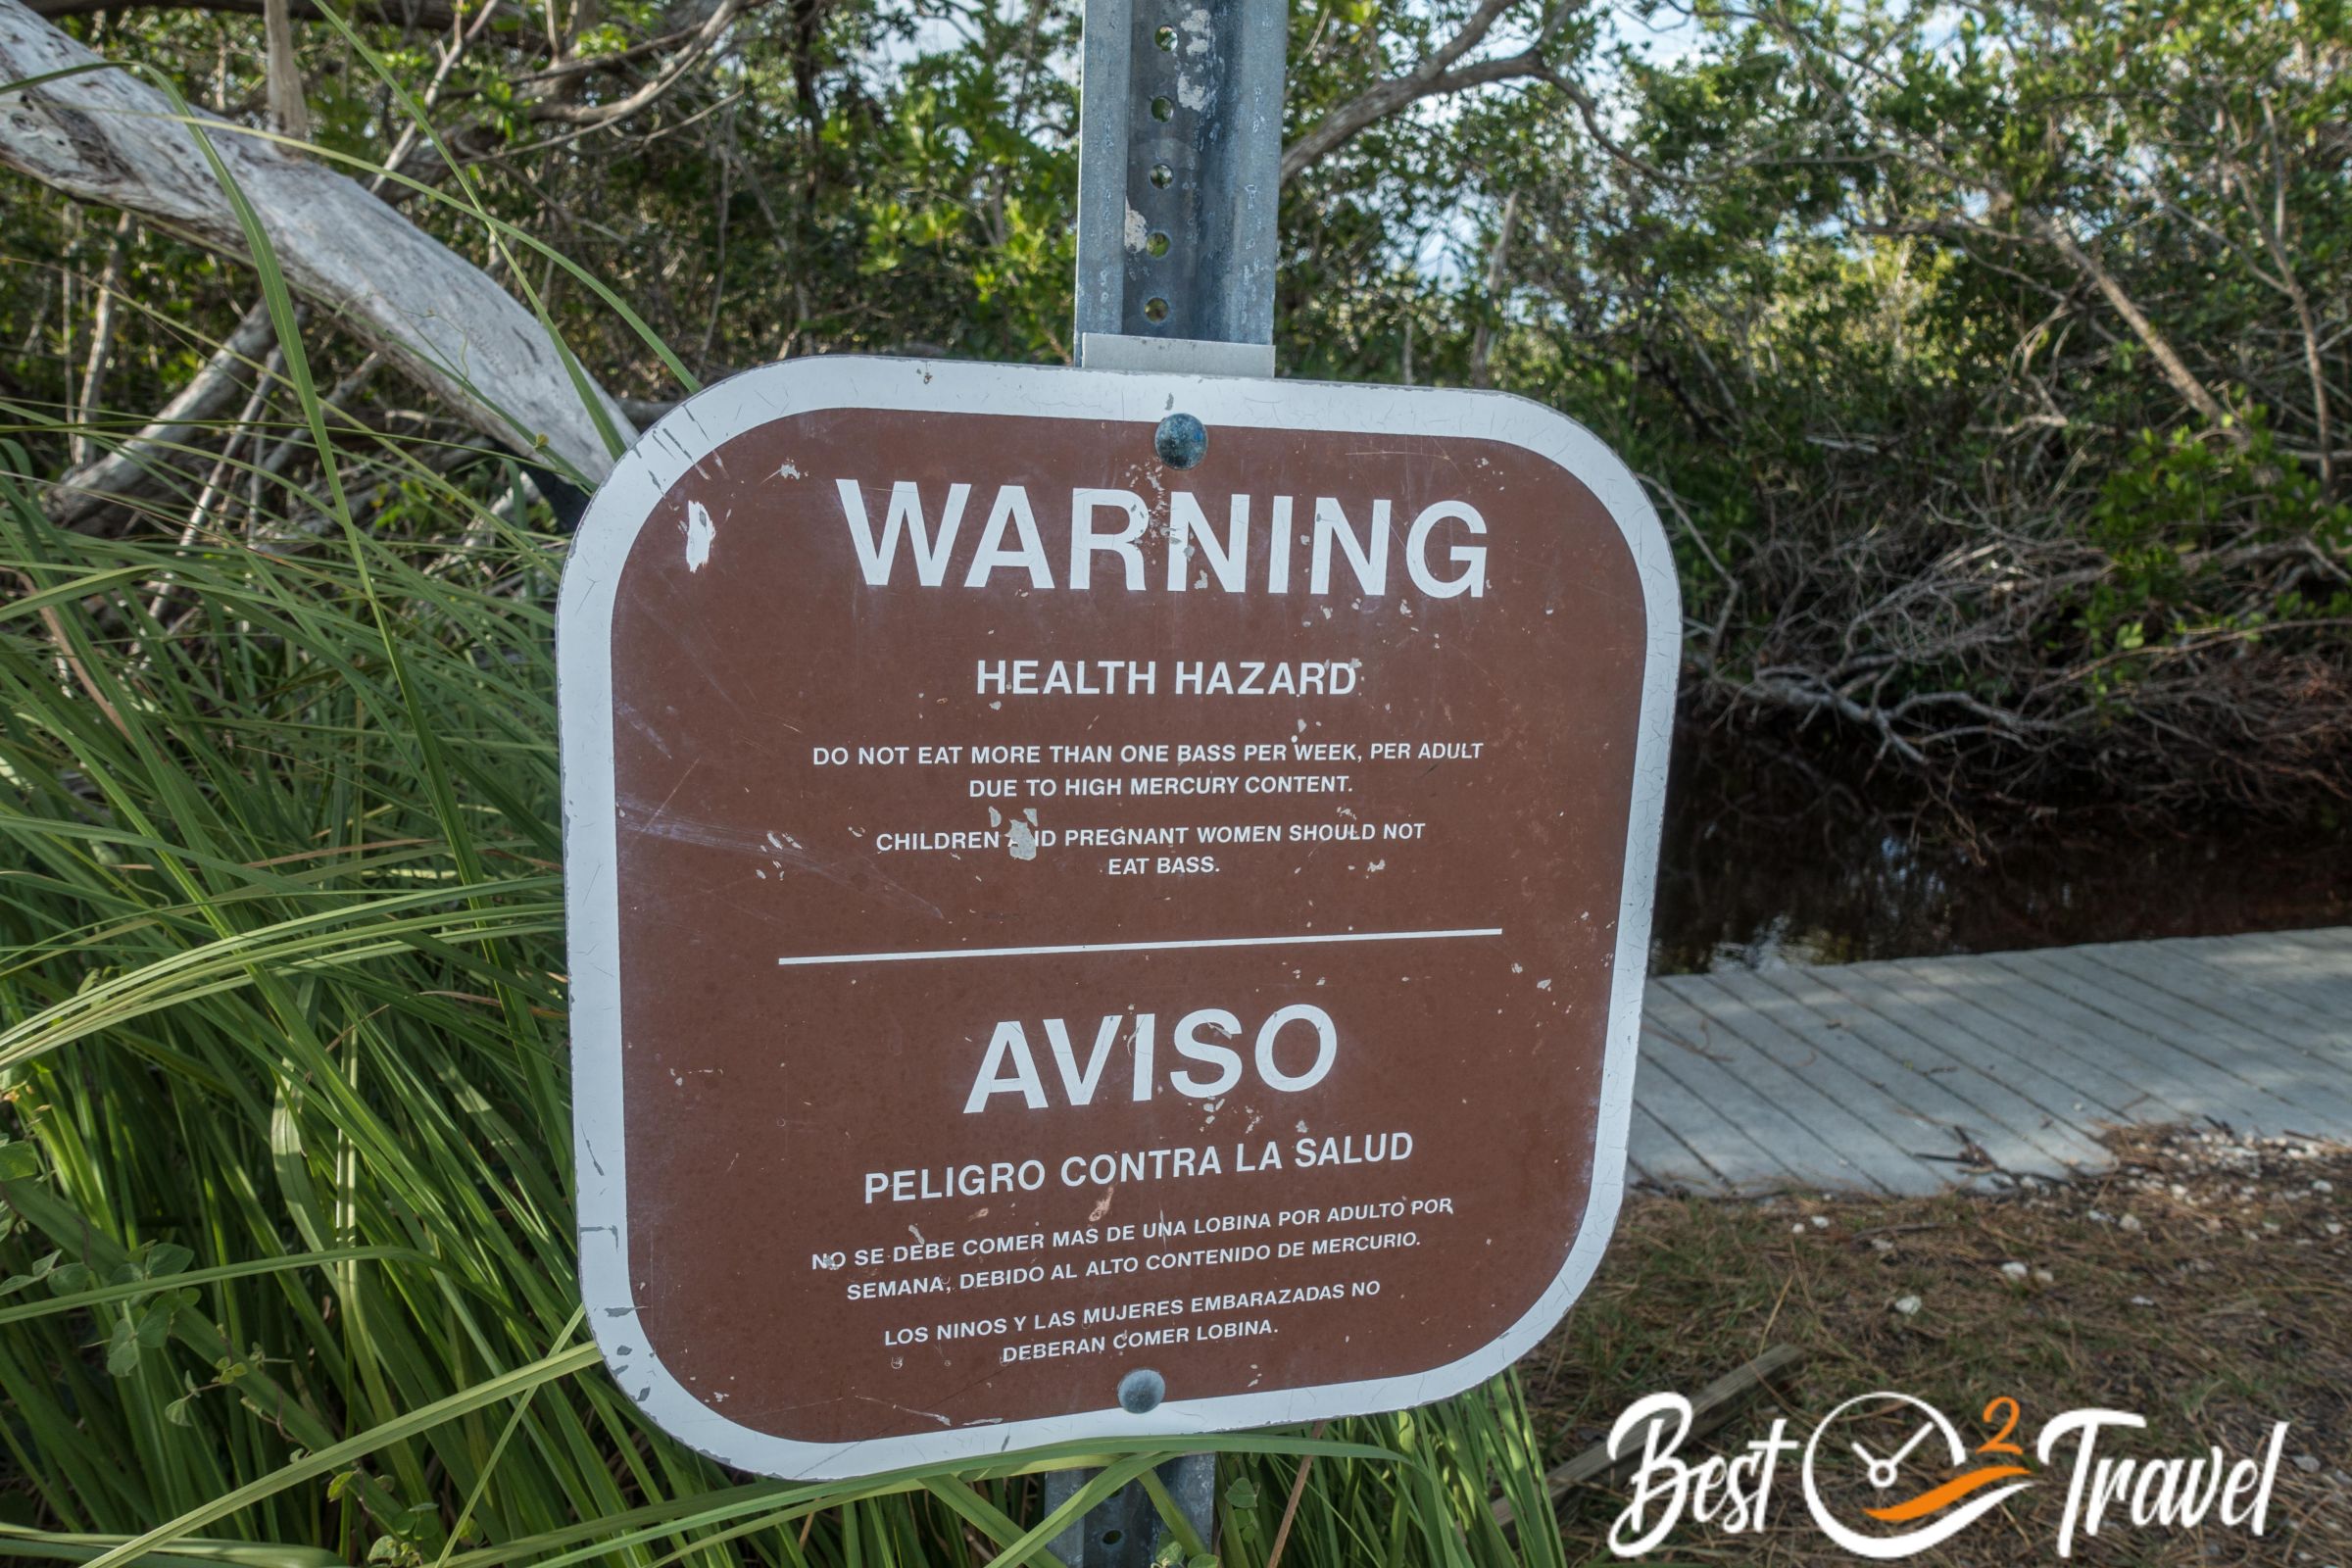 WARNING
HEALTH HAZARD
DO NOT EAT MORE THAN ONE BASS PER WEEK, PER ADULT
DUE TO HIGH MERCURY CONTENT.
CHILDREN AND PREGNANT WOMEN SHOULD NOT
EAT BASS.
AVISO
PELIGRO CONTRA LA SALUD
NO SE DEBE COMER MAS DE UNA LOBINA POR ADULTO POR
SEMANA, DEBIDO AL ALTO CONTENIDO DE MERCURIO.
LOS NINOS Y LAS MUJERES EMBARAZADAS NO
DEBERAN COMER LOBINA.
Best 2 Travel